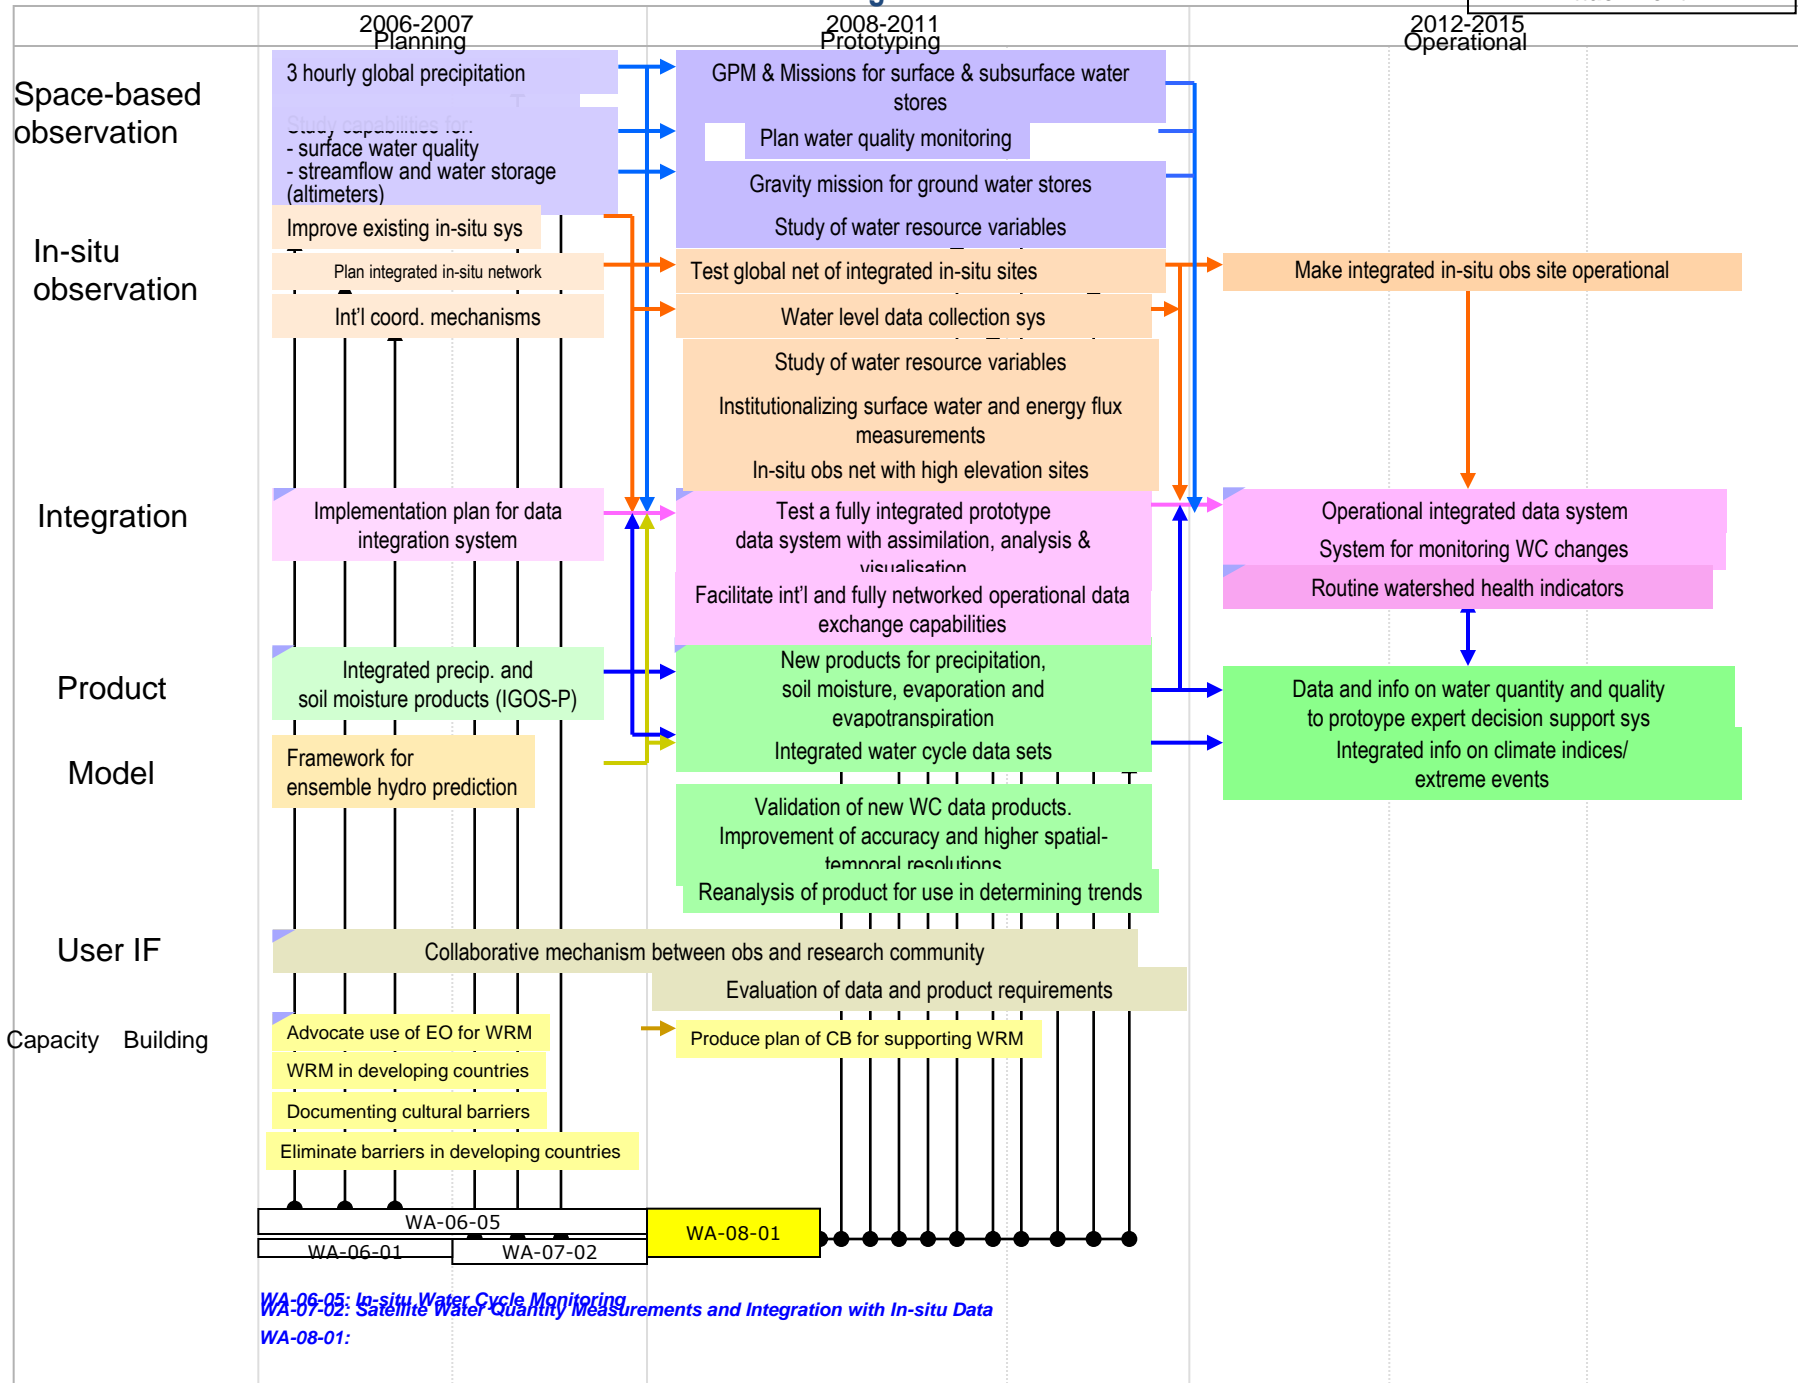 2006-2007
Planning
2008-2011
Prototyping
2012-2015
Operational
Space-based
observation
3 hourly global precipitation
Study capabilities for:
- surface water quality
- streamflow and water storage
(altimeters)
GPM & Missions for surface & subsurface water
stores
Plan water quality monitoring
Gravity mission for ground water stores
Study of water resource variables
In-situ
observation
Improve existing in-situ sys
Plan integrated in-situ network
Int'l coord. mechanisms
Test global net of integrated in-situ sites
Water level data collection sys
Study of water resource variables
Institutionalizing surface water and energy flux
measurements
In-situ obs net with high elevation sites
Make integrated in-situ obs site operational
Integration
Implementation plan for data
integration system
Test a fully integrated prototype
data system with assimilation, analysis &
visualisation
Facilitate int'l and fully networked operational data
exchange capabilities
Operational integrated data system
System for monitoring WC changes
Routine watershed health indicators
Product
Integrated precip. and
soil moisture products (IGOS-P)
New products for precipitation,
soil moisture, evaporation and
evapotranspiration
Integrated water cycle data sets
Data and info on water quantity and quality
to protoype expert decision support sys
Integrated info on climate indices/
extreme events
Model
Framework for
ensemble hydro prediction
Validation of new WC data products.
Improvement of accuracy and higher spatial-
temporal resolutions
Reanalysis of product for use in determining trends
User IF
Collaborative mechanism between obs and research community
Evaluation of data and product requirements
Capacity Building
Advocate use of EO for WRM
WRM in developing countries
Documenting cultural barriers
Eliminate barriers in developing countries
Produce plan of CB for supporting WRM
WA-06-05
WA-06-01
WA-07-02
WA-08-01
WA-06-05: In-situ Water Cycle Monitoring
WA-07-02: Satellite Water Quantity Measurements and Integration with In-situ Data
WA-08-01: